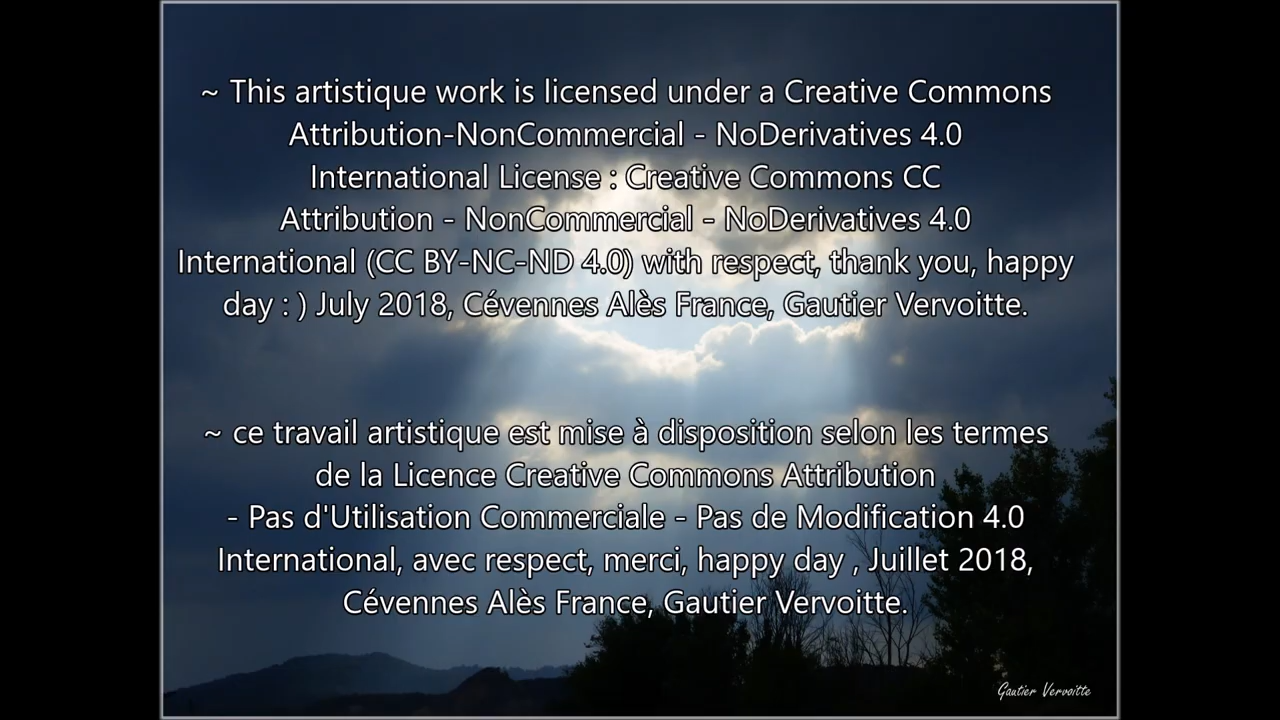 ~ This artistique work is licensed under a Creative Commons
Attribution-NonCommercial - NoDerivatives 4.0
International License : Creative Commons CC
Attribution - NonCommercial - NoDerivatives 4.0
International (CC BY-NC-ND 4.0) with respect, thank you, happy
day : ) July 2018, Cévennes Alès France, Gautier Vervoitte.
~ ce travail artistique est mise à disposition selon les termes
de la Licence Creative Commons Attribution
- Pas d'Utilisation Commerciale - Pas de Modification 4.0
International, avec respect, merci, happy day , Juillet 2018,
Cévennes Alès France, Gautier Vervoitte.
Gautier Vervoitte